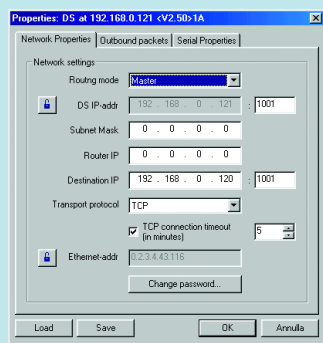 Properties: DS at 192.168.0.121 <V2.50>1A
Network Properties Outbound packets Serial Properties
Network settings
Routng mode Master
DS IP-addr 192 . 168 . 0 . 121 : 1001
Subnet Mask 0 . 0 . 0 . 0
Router IP 0 . 0 . 0 . 0
Destination IP 192 . 168 . 0 . 120 : 1001
Transport protocol TCP
TCP connection timeout 5
(in minutes)
Ethernet-addr 0.2.3.4.43.116
Change password...
Load Save OK Annulla